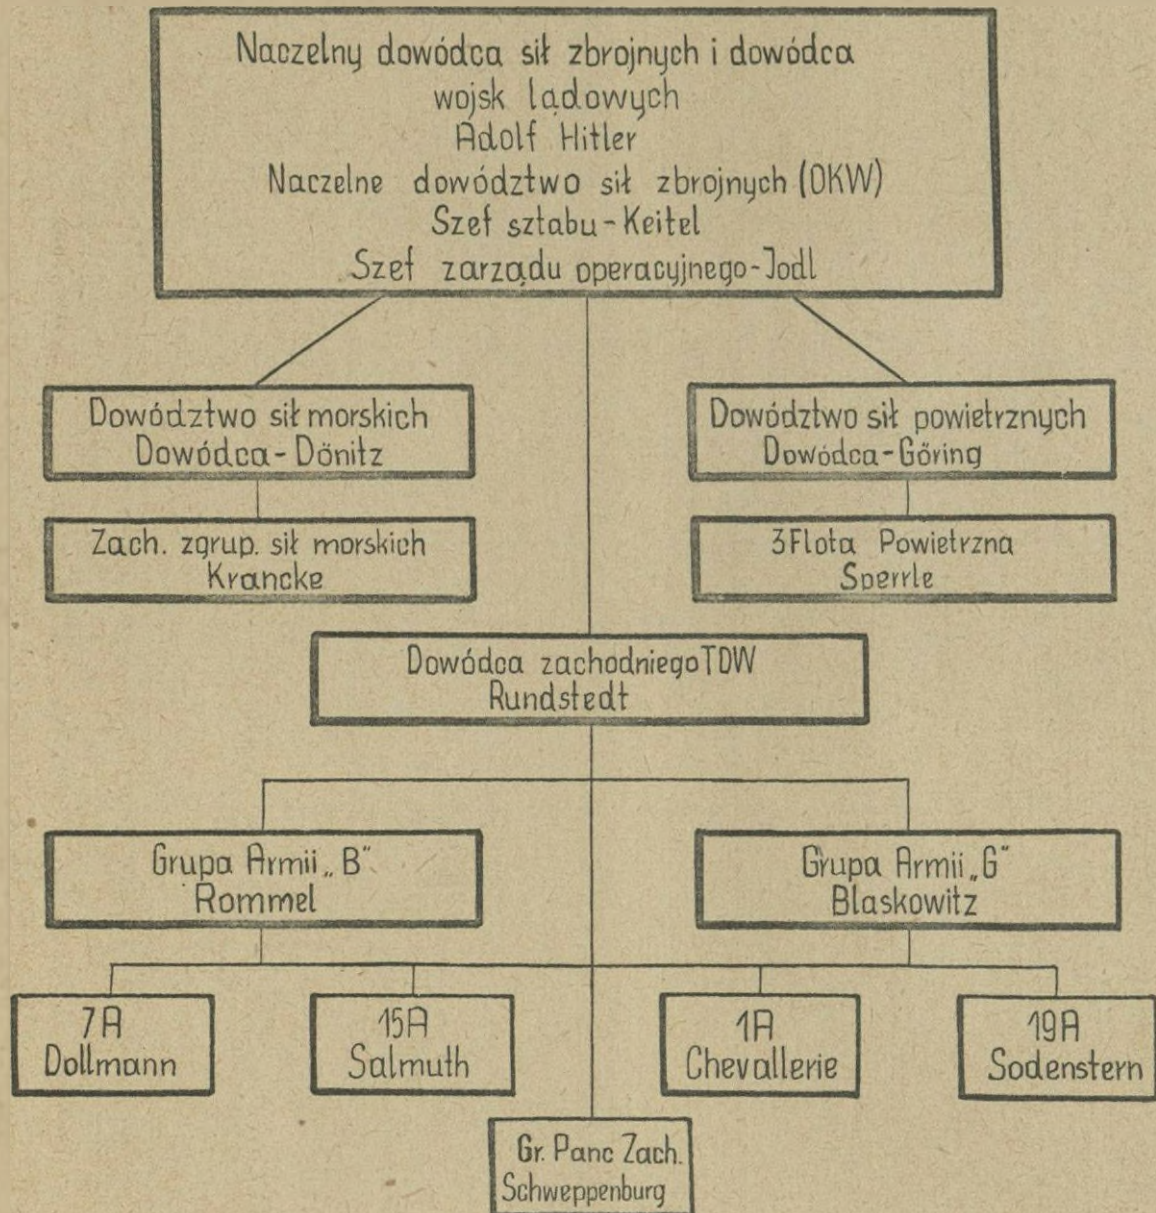 Naczelny dowódca sił zbrojnych i dowódca
wojsk lądowych
Adolf Hitler
Naczelne dowództwo sił zbrojnych (OKW)
Szef sztabu-Keitel
Szef zarządu operacyjnego-Jodl
Dowództwo sił morskich
Dowódca-Dönitz
Dowództwo sił powietrznych
Dowódca-Göring
Zach. zgrup. sił morskich
Krancke
3Flota Powietrzna
Sperrle
Dowódca zachodniego TDW
Rundstedt
Grupa Armii „B"
Rommel
Grupa Armii „G"
Blaskowitz
7A
Dollmann
15A
Salmuth
1A
Chevallerie
19A
Sodenstern
Gr. Panc Zach.
Schweppenburg